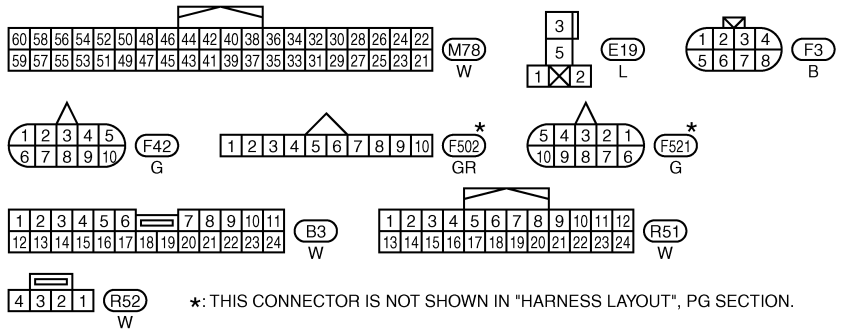 60 58 56 54 52 50 48 46 44 42 40 38 36 34 32 30 28 26 24 22
59 57 55 53 51 49 47 45 43 41 39 37 35 33 31 29 27 25 23 21
M78
W
3
5
1 2
E19
L
1 2 3 4
5 6 7 8
F3
B
1 2 3 4 5
6 7 8 9 10
F42
G
1 2 3 4 5 6 7 8 9 10
*
F502
GR
5 4 3 2 1
10 9 8 7 6
*
F521
G
1 2 3 4 5 6 7 8 9 10 11
12 13 14 15 16 17 18 19 20 21 22 23 24
B3
W
1 2 3 4 5 6 7 8 9 10 11 12
13 14 15 16 17 18 19 20 21 22 23 24
R51
W
4 3 2 1
R52
W
*: THIS CONNECTOR IS NOT SHOWN IN "HARNESS LAYOUT", PG SECTION.